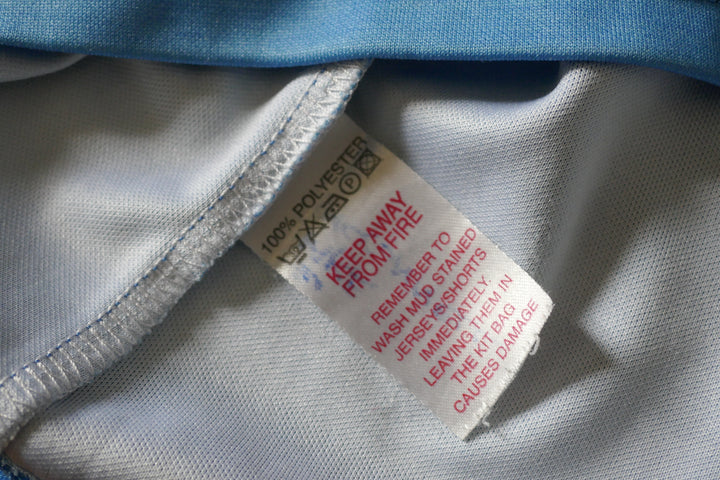 100% POLYESTER
P
KEEP AWAY
FROM FIRE
REMEMBER TO
WASH MUD STAINED
JERSEYS/SHORTS
IMMEDIATELY.
LEAVING THEM IN
THE KIT BAG
CAUSES DAMAGE